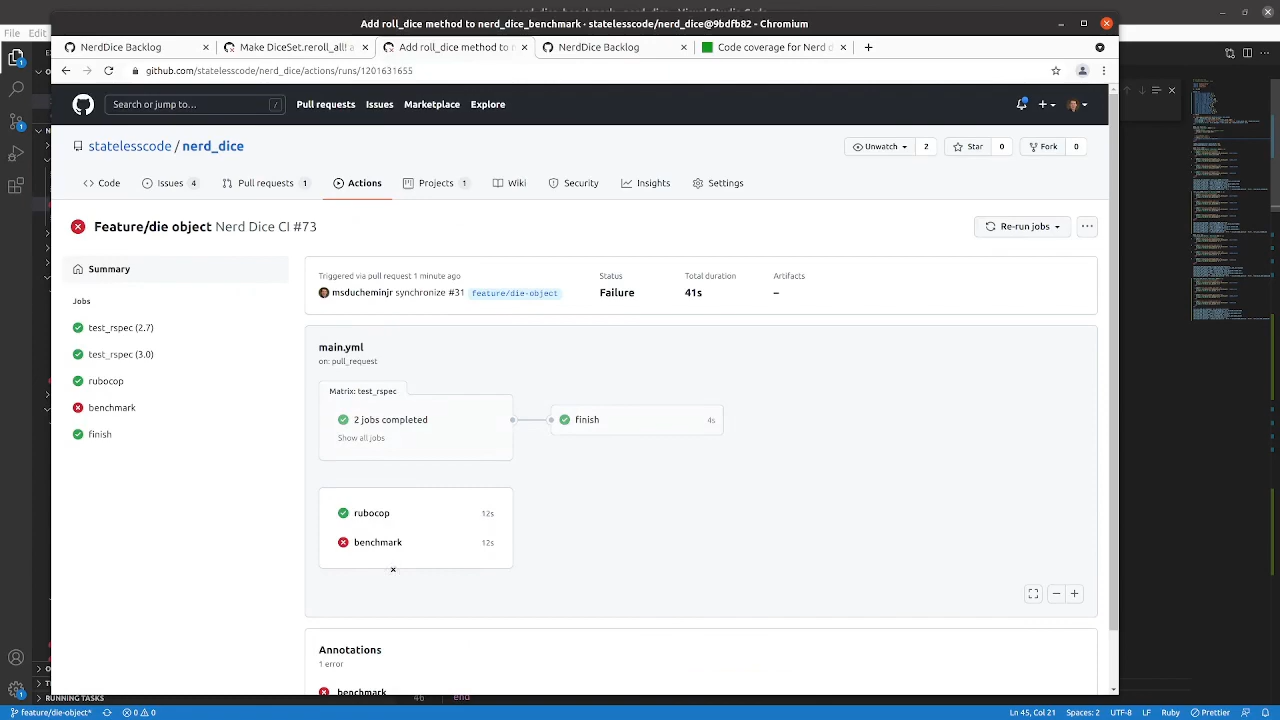 Add roll_dice method to nerd_dice_benchmark · statelesscode/nerd_dice@9bdfb82 - Chromium
File
NerdDice Backlog
Make DiceSet.reroll_all! a
Add roll_dice method to n
NerdDice Backlog
Code coverage for Nerd d
github.com/statelesscode/nerd_dice/actions/runs/1201631655
Search or jump to...
/
Pull requests
Issues
Marketplace
Explore
statelesscode / nerd_dice
Unwatch
Star
0
Fork
0
Code
Issues 4
Pull requests 1
Actions
Projects 1
Security
Insights
Settings
Feature/die object Nerd Dice CI #73
Re-run jobs
Summary
Jobs
test_rspec (2.7)
test_rspec (3.0)
rubocop
benchmark
finish
Triggered via pull request 1 minute ago
#31 feature/die-object
Status
Failure
Total duration
41s
Artifacts
–
main.yml
on: pull_request
Matrix: test_rspec
2 jobs completed
Show all jobs
finish
4s
rubocop
12s
benchmark
12s
Annotations
1 error
benchmark
RUNNING TASKS
46
end
feature/die-object*
0
0
Ln 45, Col 21
Spaces: 2
UTF-8
LF
Ruby
Prettier